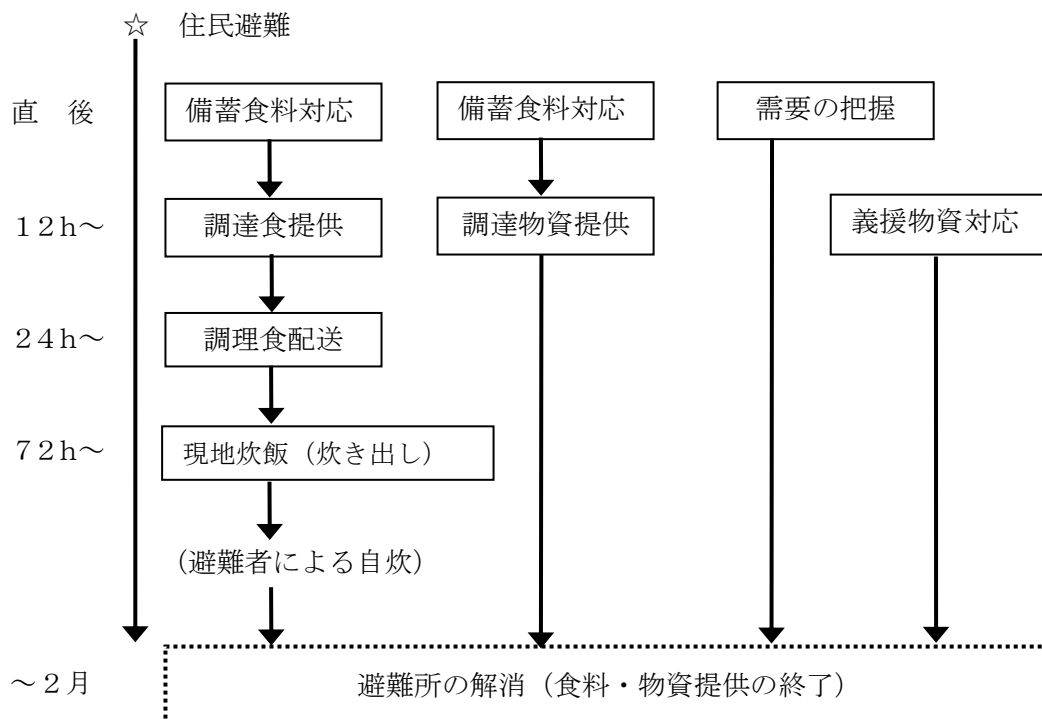 ☆ 住民避難
直 後 備蓄食料対応 備蓄食料対応 需要の把握
12h～ 調達食提供 調達物資提供 義援物資対応
24h～ 調理食配送
72h～ 現地炊飯（炊き出し）
（避難者による自炊）
～2月 避難所の解消（食料・物資提供の終了）